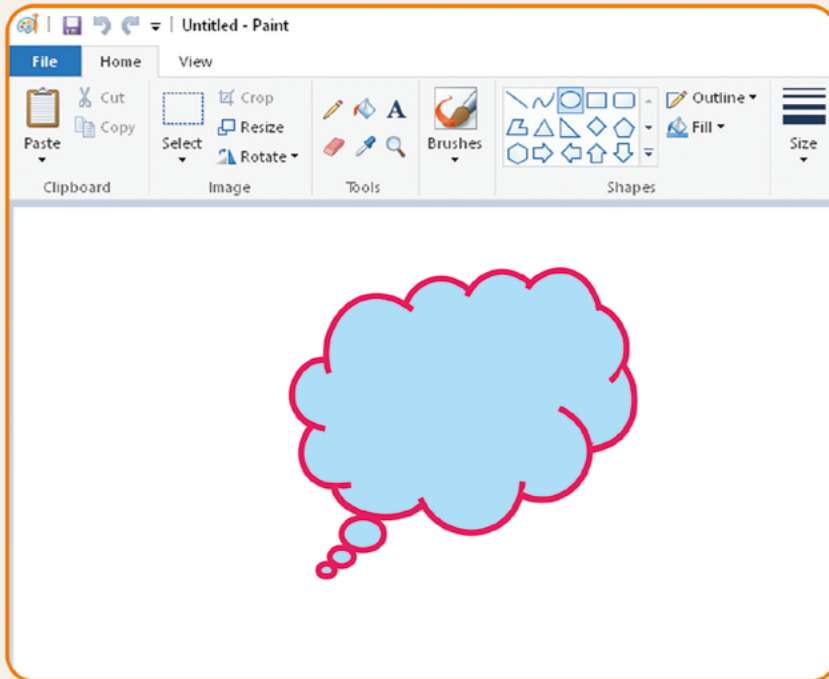 Untitled - Paint
File Home View
Cut Crop Outline
Copy Resize Fill
Paste Select Rotate Brushes Size
Clipboard Image Tools Shapes
A